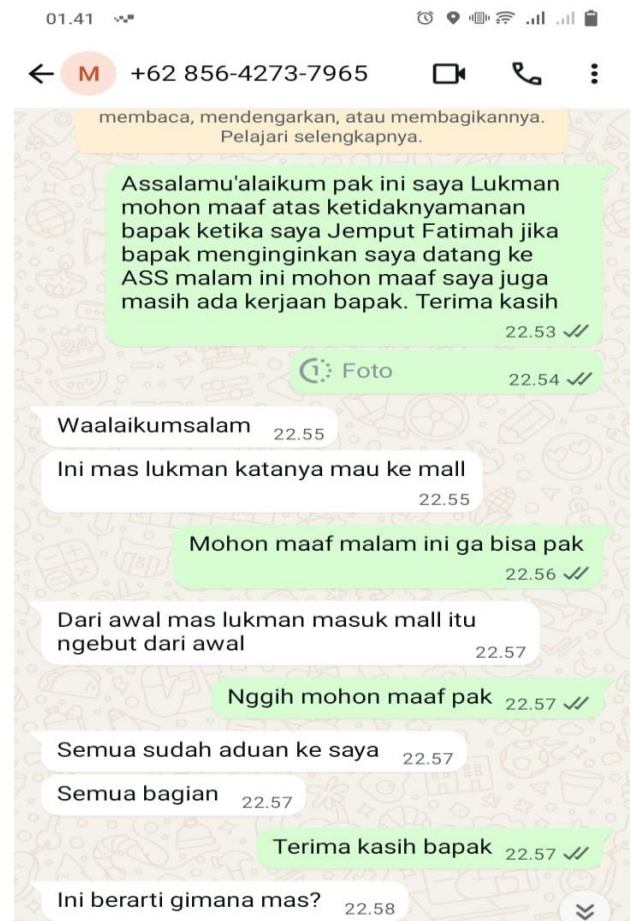 01.41
M +62 856-4273-7965
membaca, mendengarkan, atau membagikannya.
Pelajari selengkapnya.
Assalamu'alaikum pak ini saya Lukman
mohon maaf atas ketidaknyamanan
bapak ketika saya Jemput Fatimah jika
bapak menginginkan saya datang ke
ASS malam ini mohon maaf saya juga
masih ada kerjaan bapak. Terima kasih
22.53
1 Foto
22.54
Waalaikumsalam 22.55
Ini mas lukman katanya mau ke mall
22.55
Mohon maaf malam ini ga bisa pak
22.56
Dari awal mas lukman masuk mall itu
ngebut dari awal 22.57
Nggih mohon maaf pak 22.57
Semua sudah aduan ke saya 22.57
Semua bagian 22.57
Terima kasih bapak 22.57
Ini berarti gimana mas? 22.58